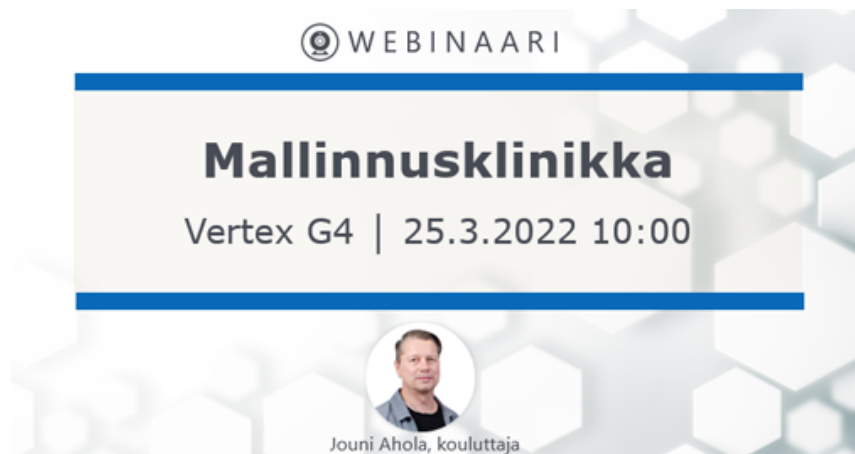 WEBINAARI
Mallinnusklinikka
Vertex G4 | 25.3.2022 10:00
Jouni Ahola, kouluttaja